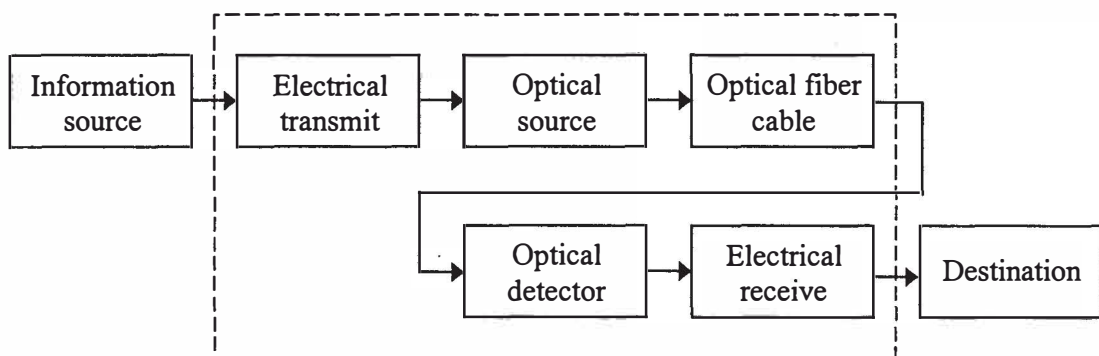 Information
source
Electrical
transmit
Optical
source
Optical fiber
cable
Optical
detector
Electrical
receive
Destination